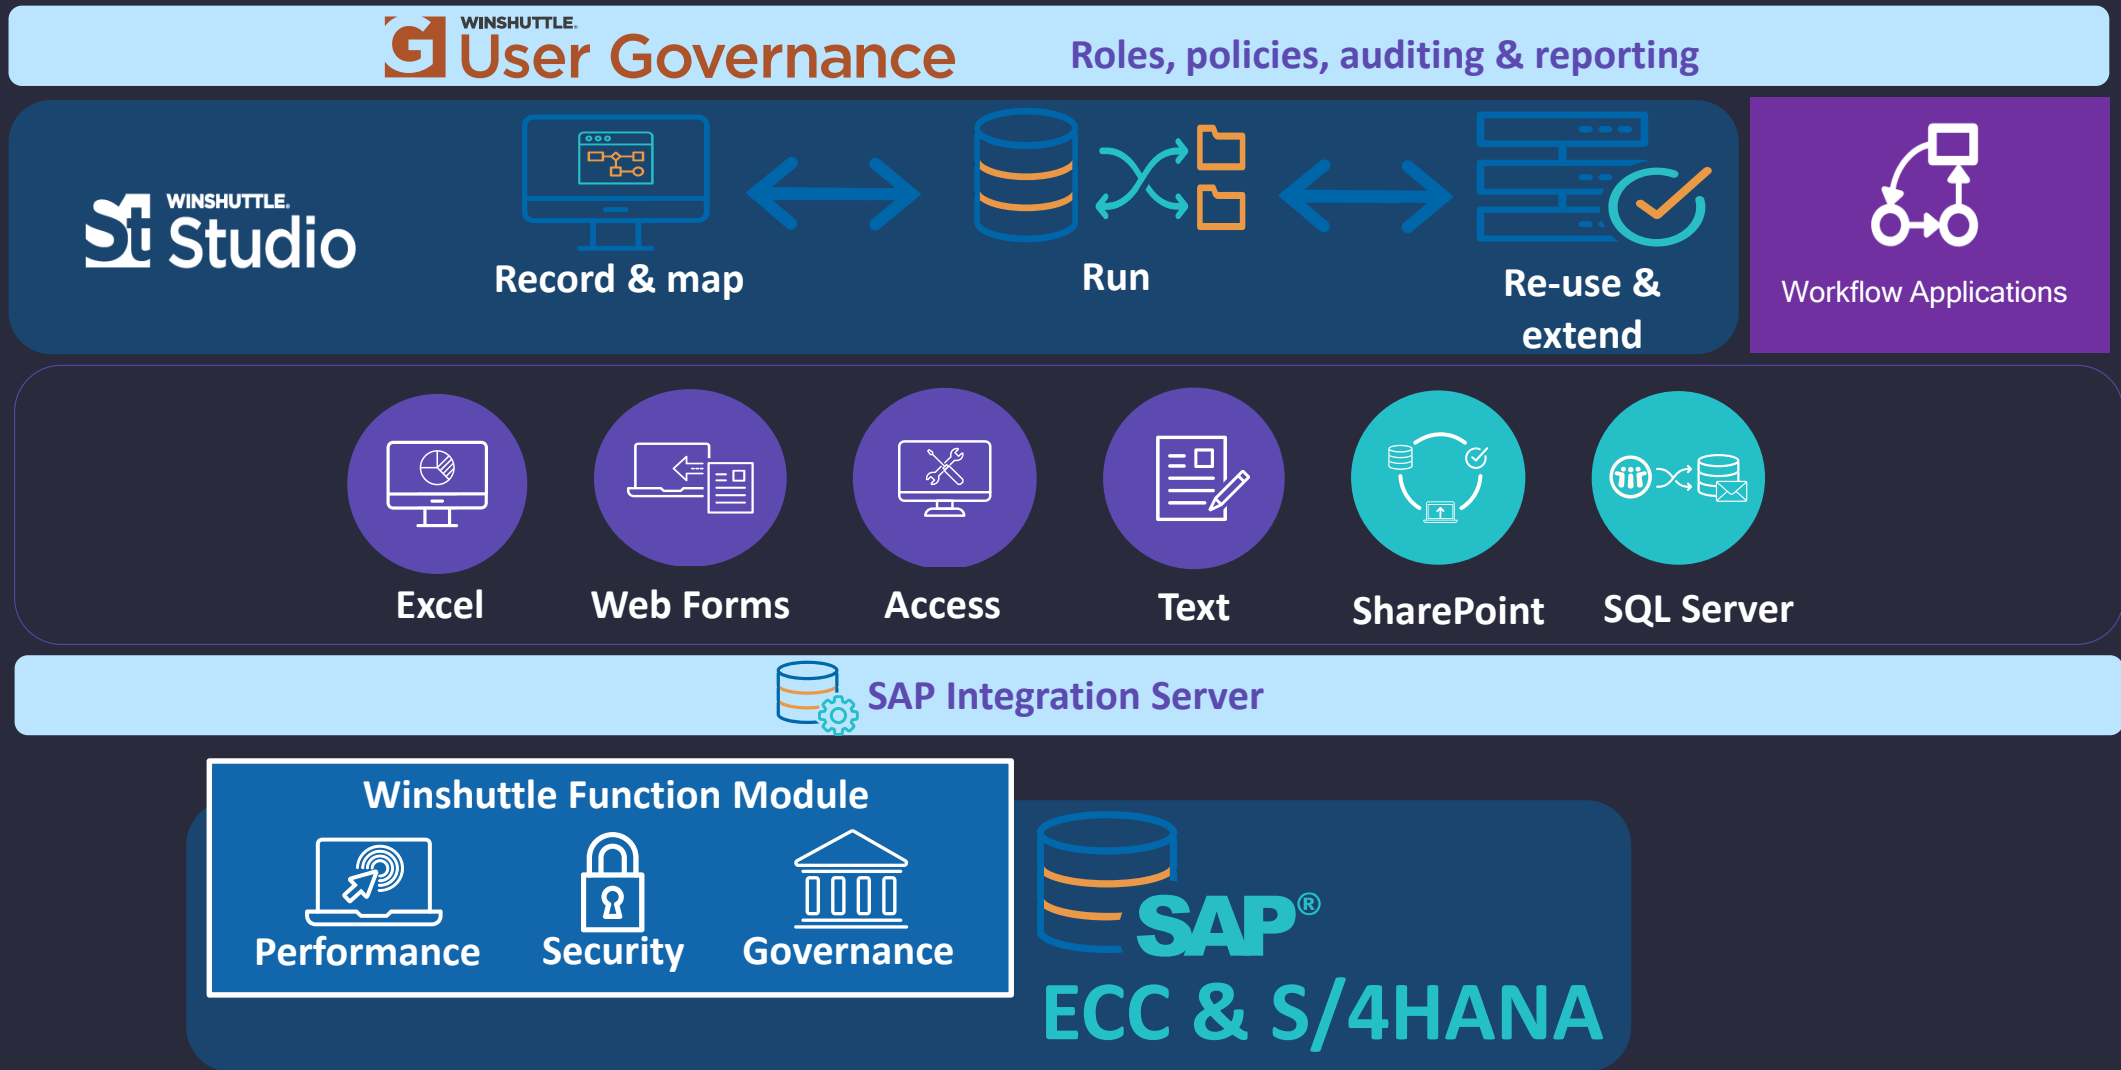 WINSHUTTLE.
User Governance
Roles, policies, auditing & reporting
WINSHUTTLE.
Studio
Record & map
Run
Re-use &
extend
Workflow Applications
Excel
Web Forms
Access
Text
SharePoint
SQL Server
SAP Integration Server
Winshuttle Function Module
Performance
Security
Governance
SAP®
ECC & S/4HANA